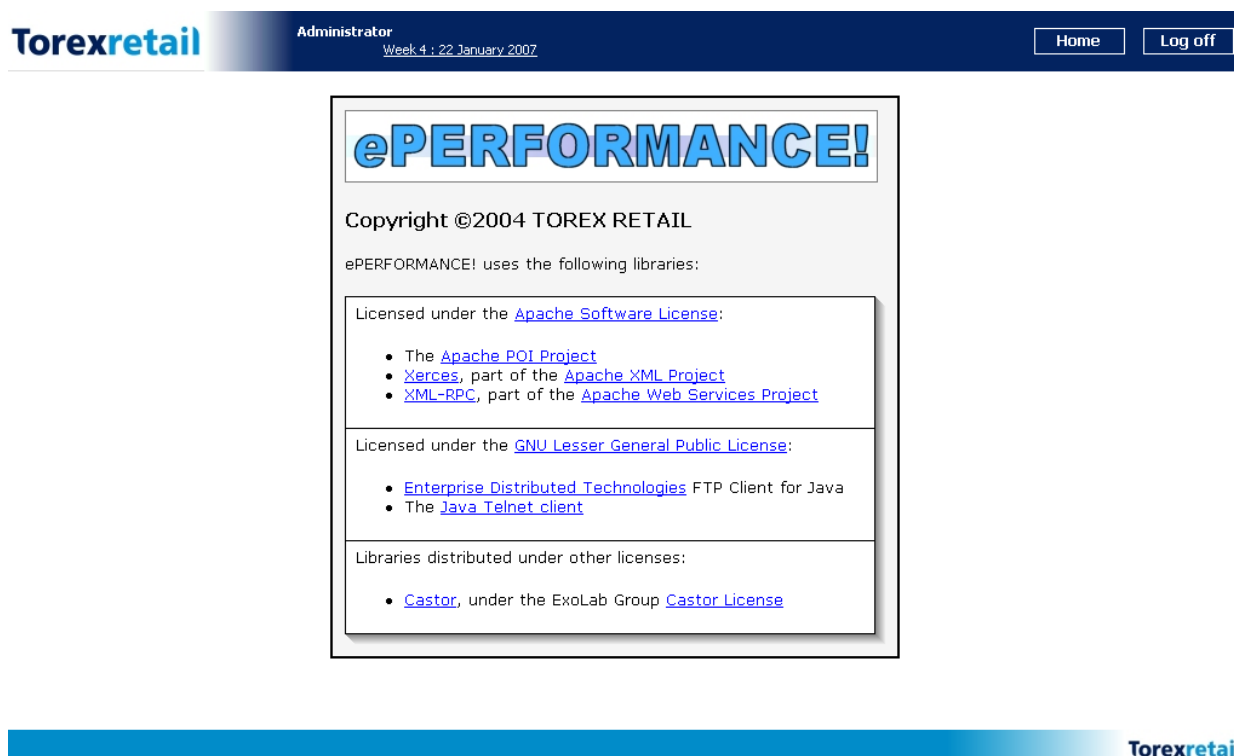 Torexretail
Administrator
Week 4 : 22 January 2007
Home
Log off
ePERFORMANCE!
Copyright ©2004 TOREX RETAIL
ePERFORMANCE! uses the following libraries:
Licensed under the Apache Software License:
• The Apache POI Project
• Xerces, part of the Apache XML Project
• XML-RPC, part of the Apache Web Services Project
Licensed under the GNU Lesser General Public License:
• Enterprise Distributed Technologies FTP Client for Java
• The Java Telnet client
Libraries distributed under other licenses:
• Castor, under the ExoLab Group Castor License
Torexretai